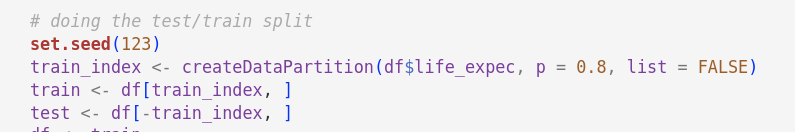 # doing the test/train split
set.seed(123)
train_index <- createDataPartition(df$life_expec, p = 0.8, list = FALSE)
train <- df[train_index, ]
test <- df[-train_index, ]